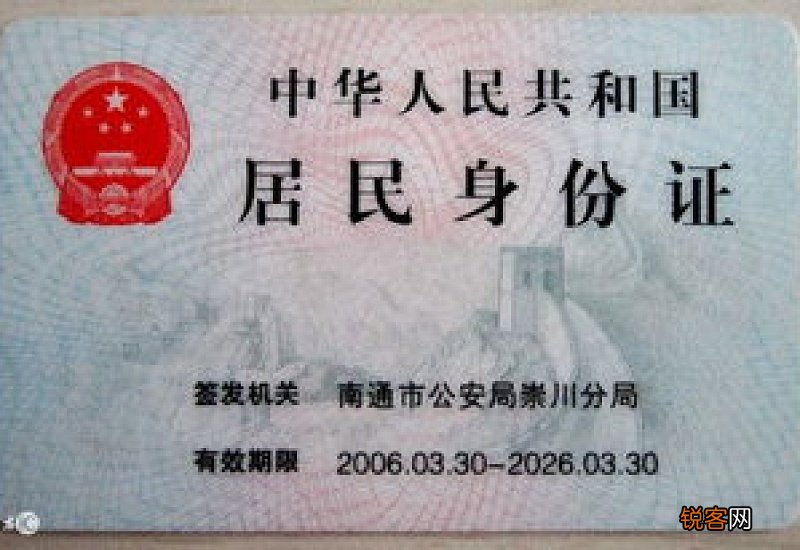 中华人民共和国
居民身份证
签发机关 南通市公安局崇川分局
有效期限 2006.03.30-2026.03.30
锐客网